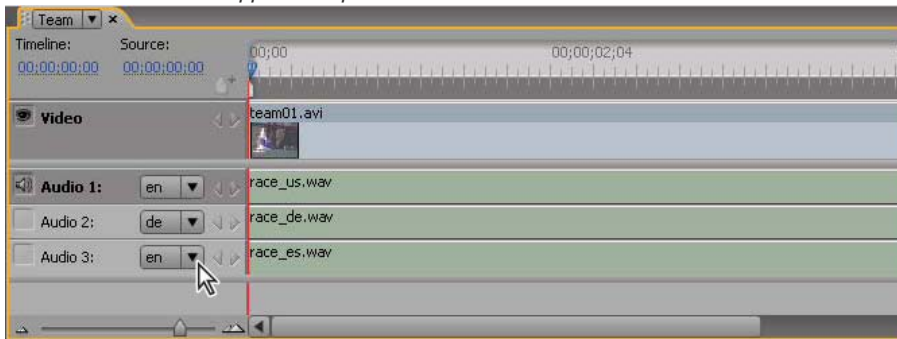 Team
Timeline: Source:
00;00;00;00 00;00;00;00
00;00 00;00;02;04
Video
team01.avi
Audio 1: en race_us.wav
Audio 2: de race_de.wav
Audio 3: en race_es.wav